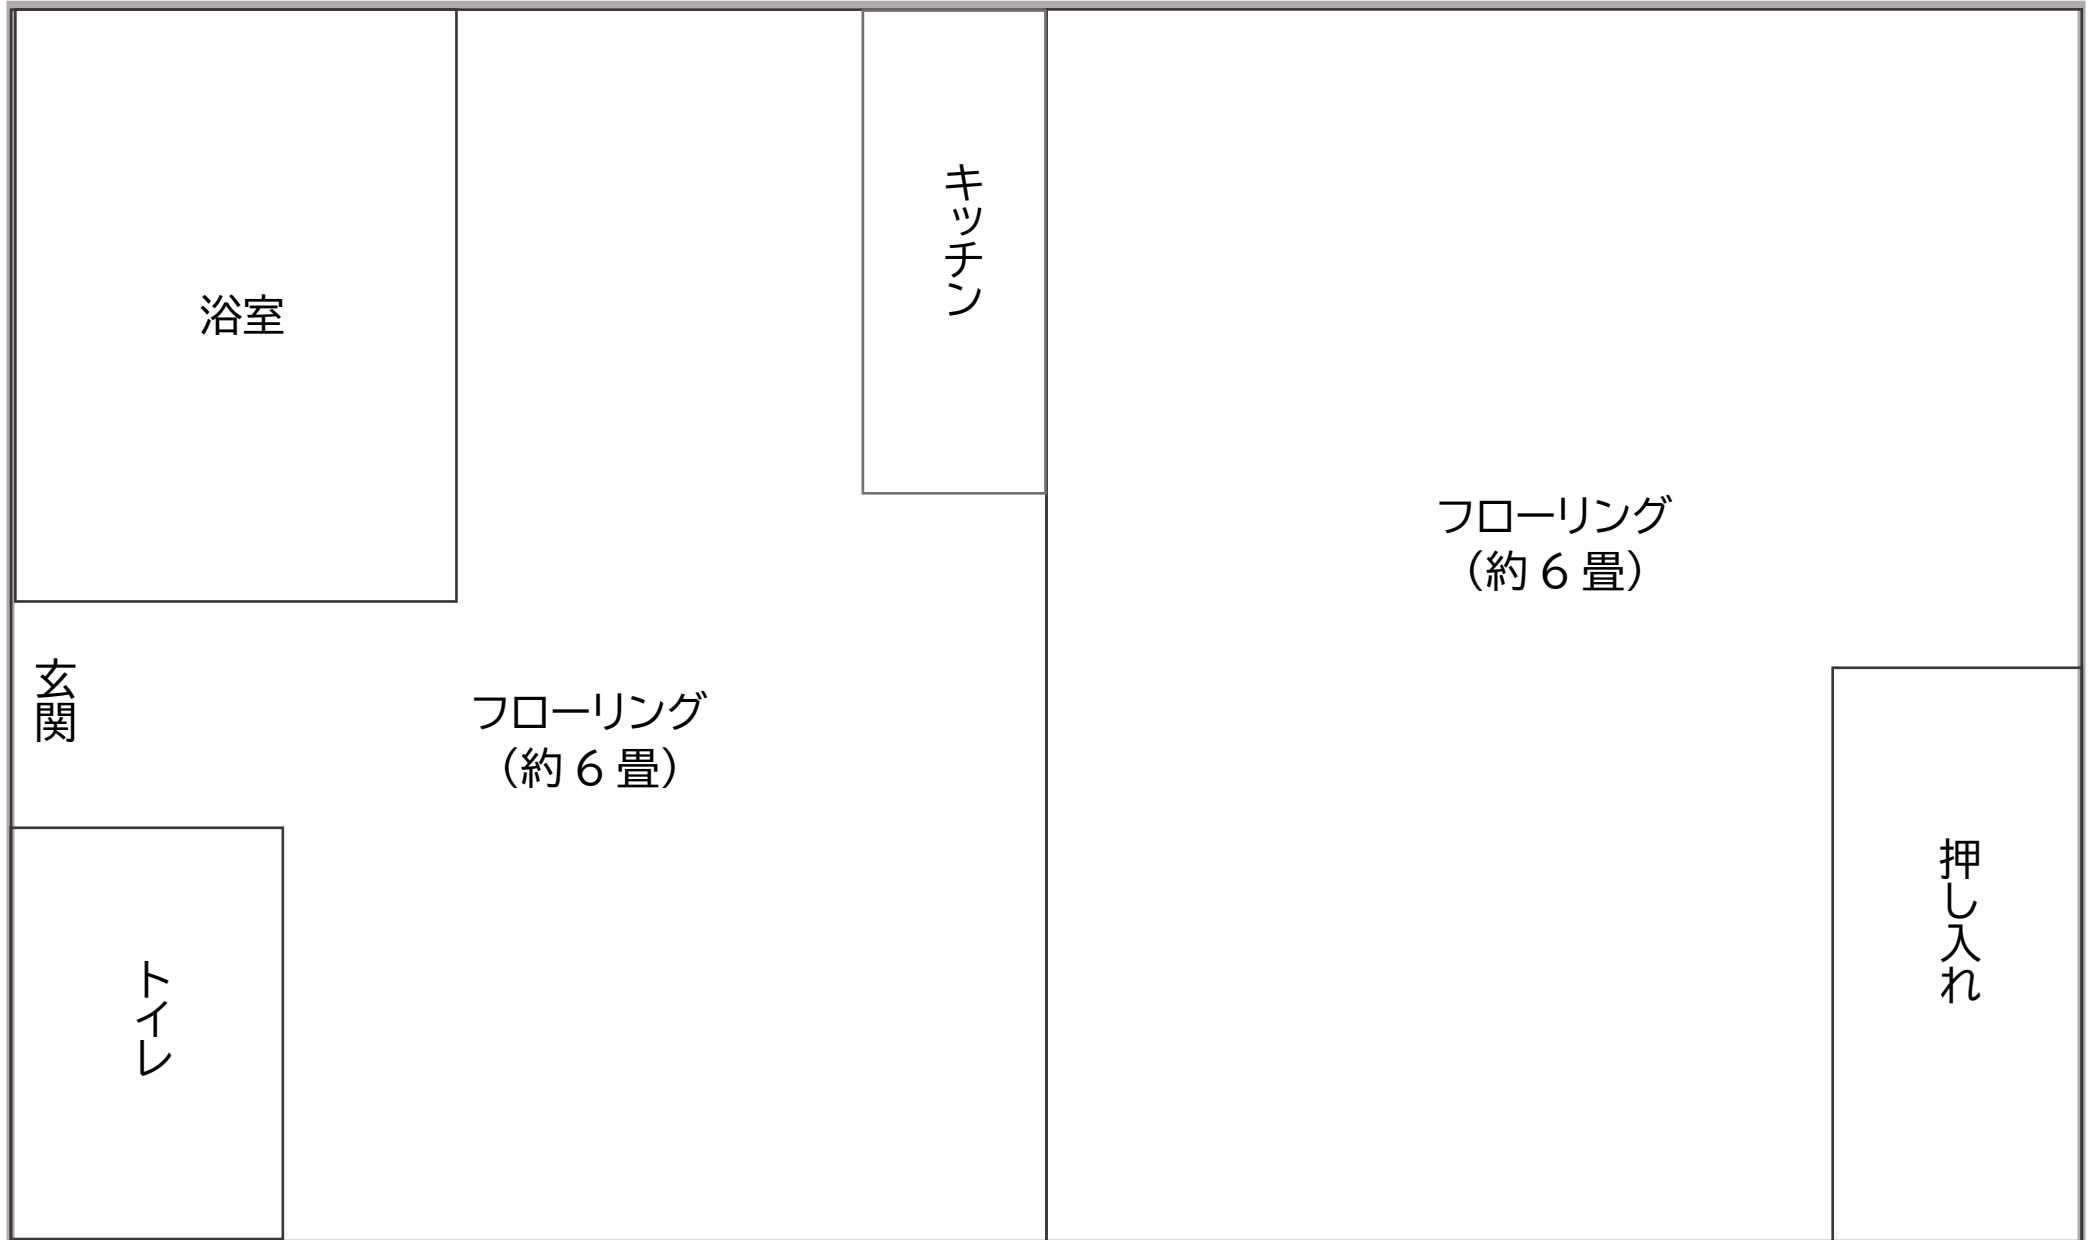 浴室
キッチン
フローリング
（約６畳）
玄関
フローリング
（約６畳）
押し入れ
トイレ